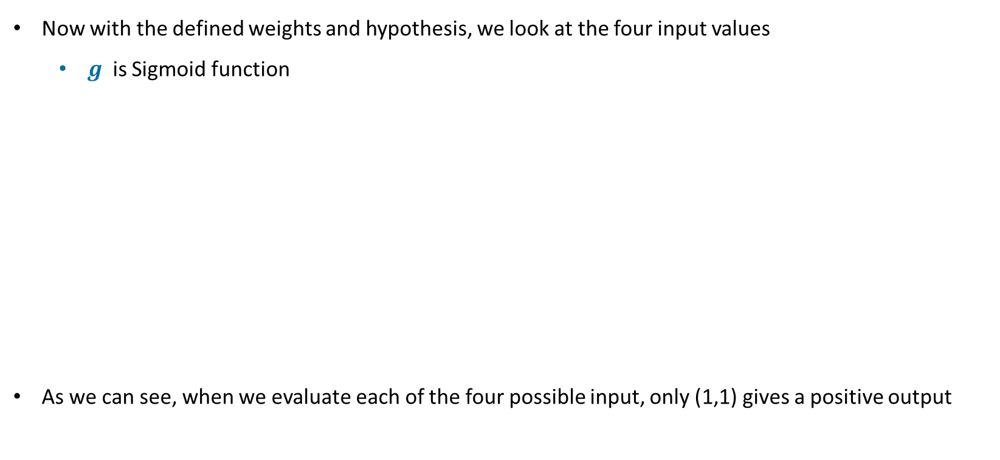 • Now with the defined weights and hypothesis, we look at the four input values
• g is Sigmoid function
• As we can see, when we evaluate each of the four possible input, only (1,1) gives a positive output